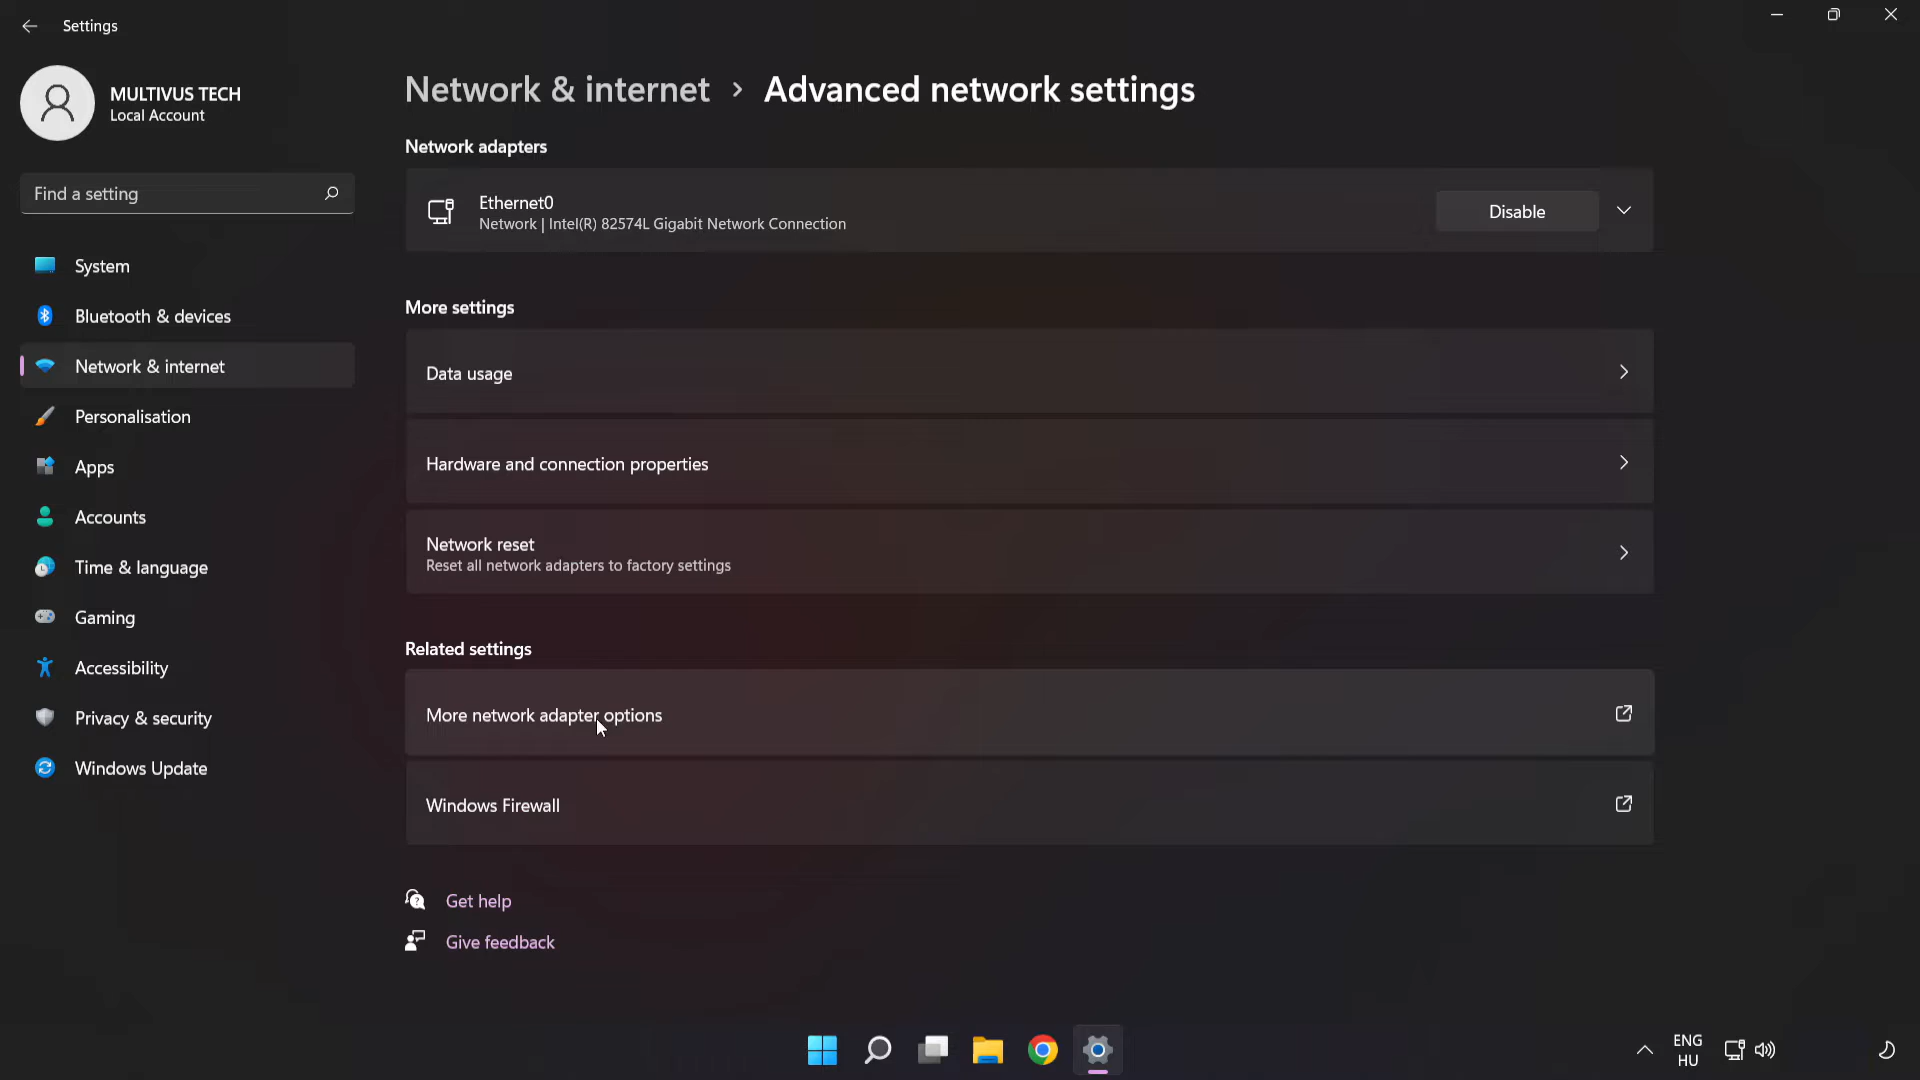 Settings
MULTIVUS TECH
Local Account
Find a setting
System
Bluetooth & devices
Network & internet
Personalisation
Apps
Accounts
Time & language
Gaming
Accessibility
Privacy & security
Windows Update
Network & internet > Advanced network settings
Network adapters
Ethernet0
Network | Intel(R) 82574L Gigabit Network Connection
Disable
More settings
Data usage
Hardware and connection properties
Network reset
Reset all network adapters to factory settings
Related settings
More network adapter options
Windows Firewall
Get help
Give feedback
ENG
HU